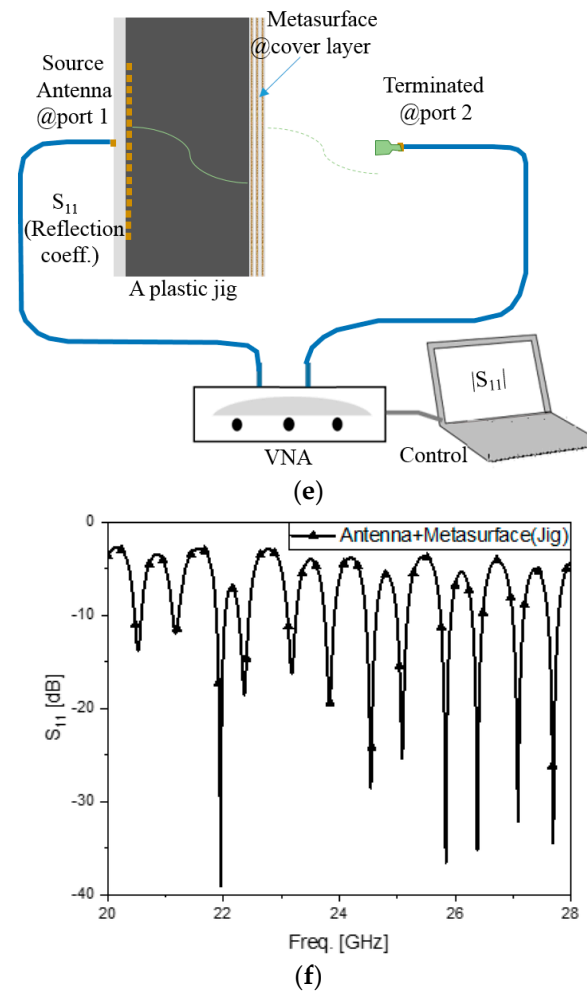 Source
Antenna
@port 1
Metasurface
@cover layer
Terminated
@port 2
S11
(Reflection
coeff.)
A plastic jig
|S11|
VNA
Control
(e)
0
-10
-20
-30
-40
S11 [dB]
Antenna+Metasurface(Jig)
20
22
24
26
28
Freq. [GHz]
(f)